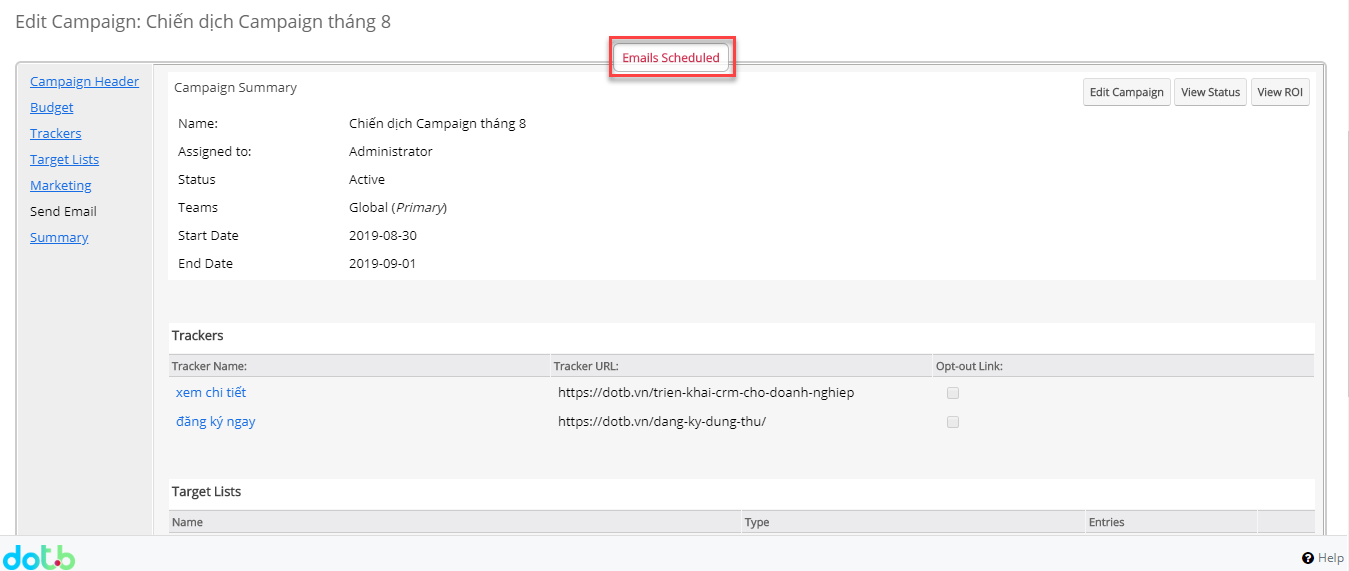 Edit Campaign: Chiến dịch Campaign tháng 8
Emails Scheduled
Campaign Header
Budget
Trackers
Target Lists
Marketing
Send Email
Summary
Campaign Summary
Edit Campaign View Status View ROI
Name: Chiến dịch Campaign tháng 8
Assigned to: Administrator
Status Active
Teams Global (Primary)
Start Date 2019-08-30
End Date 2019-09-01
Trackers
Tracker Name: Tracker URL: Opt-out Link:
xem chi tiết https://dotb.vn/trien-khai-crm-cho-doanh-nghiep
đăng ký ngay https://dotb.vn/dang-ky-dung-thu/
Target Lists
Name Type Entries
dotb
Help